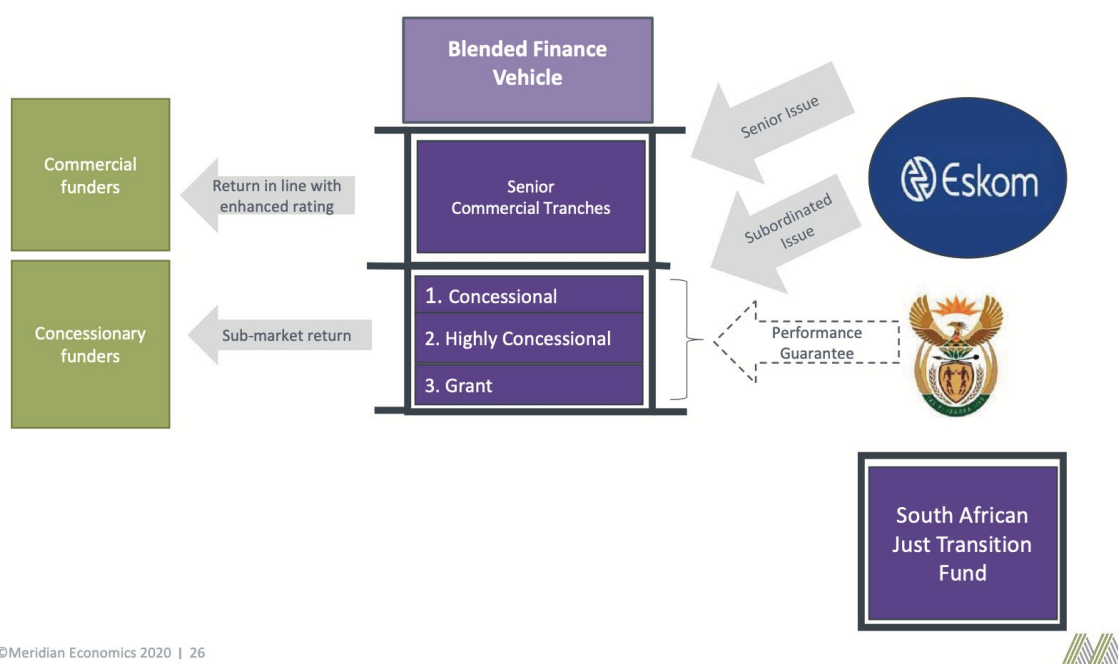 Blended Finance
Vehicle
Senior Issue
Commercial
funders
Return in line with
enhanced rating
Senior
Commercial Tranches
Eskom
Subordinated
Issue
Concessionary
funders
Sub-market return
1. Concessional
2. Highly Concessional
3. Grant
Performance
Guarantee
South African
Just Transition
Fund
©Meridian Economics 2020 | 26